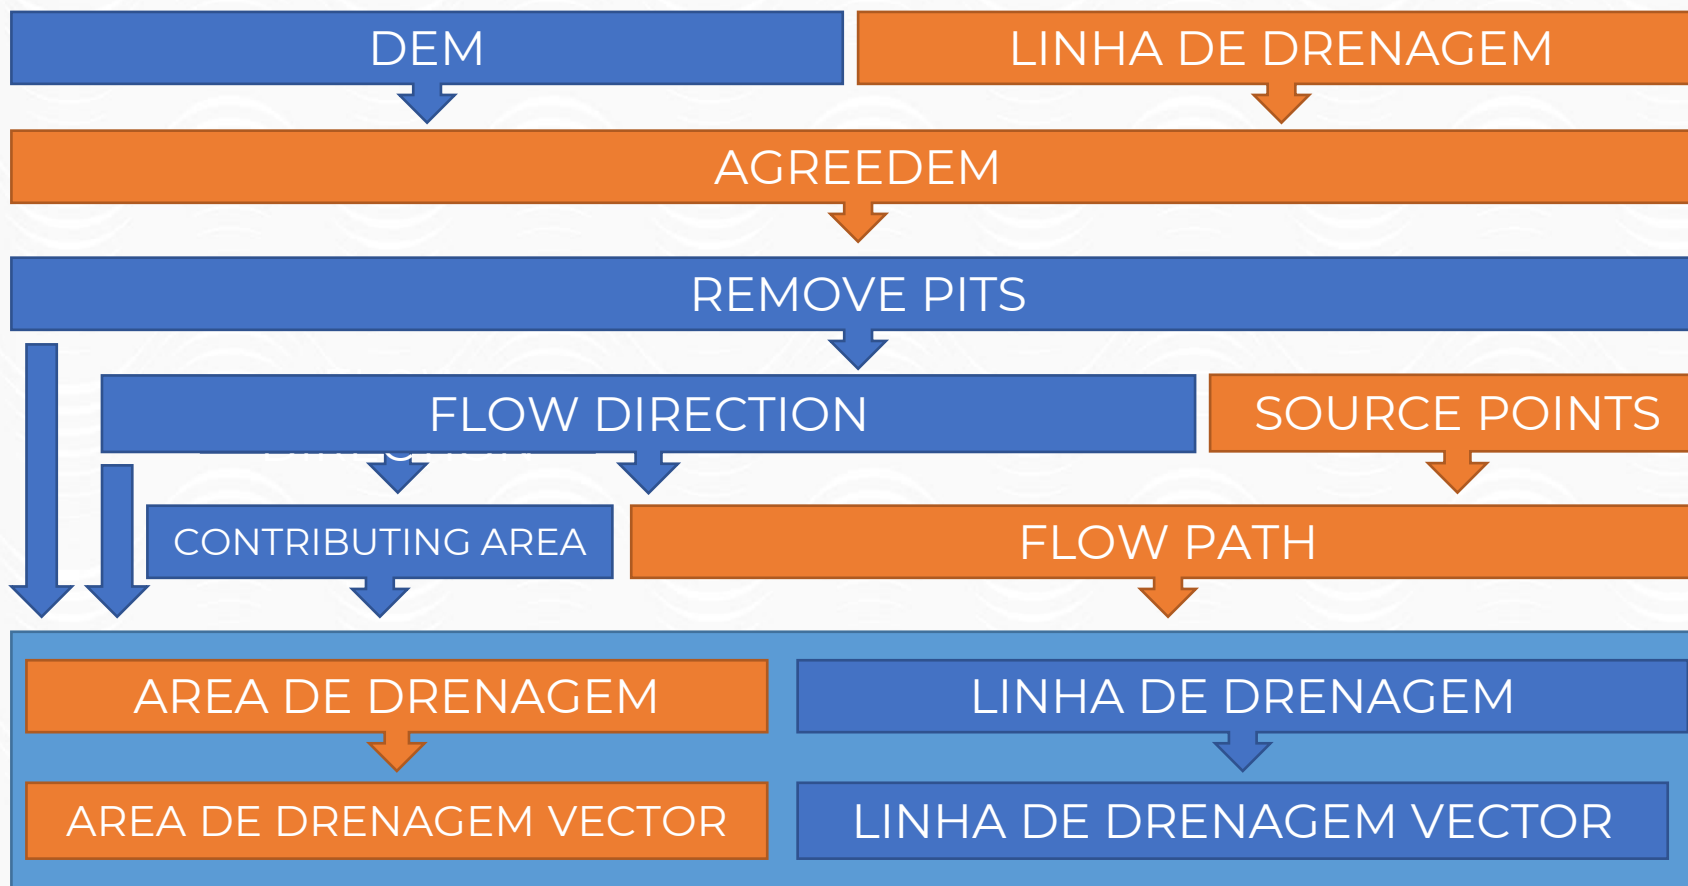 DEM
LINHA DE DRENAGEM
AGREEDEM
REMOVE PITS
FLOW DIRECTION
SOURCE POINTS
CONTRIBUTING AREA
FLOW PATH
AREA DE DRENAGEM
LINHA DE DRENAGEM
AREA DE DRENAGEM VECTOR
LINHA DE DRENAGEM VECTOR